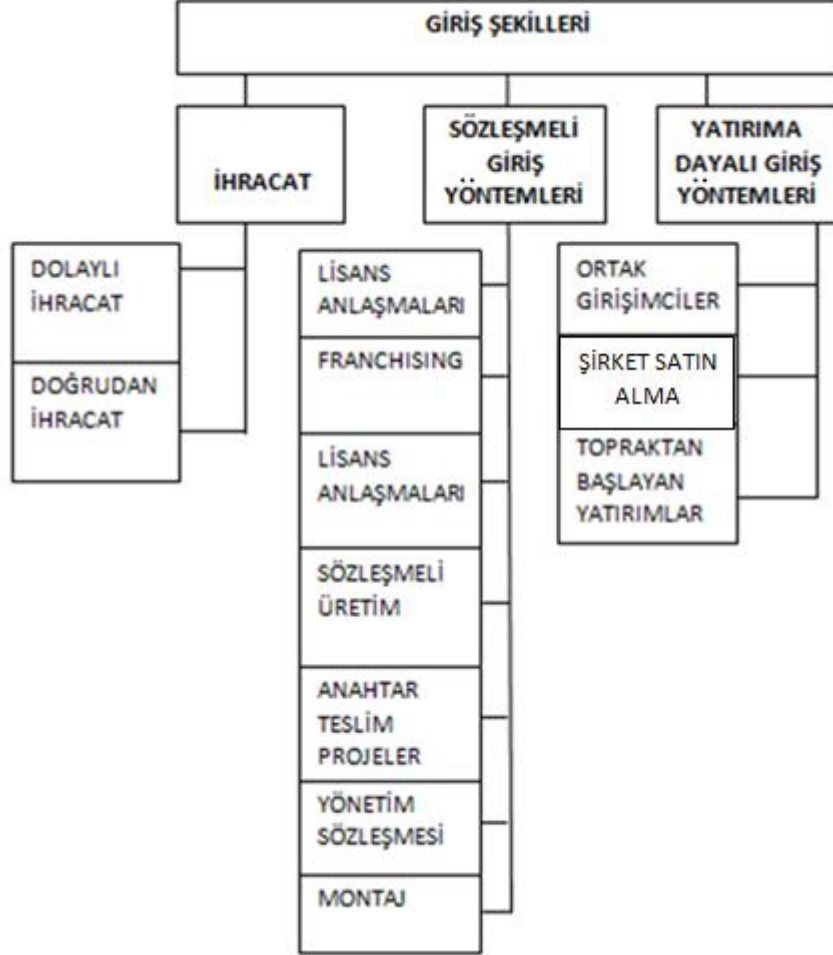 GİRİŞ ŞEKİLLERİ
İHRACAT
SÖZLEŞMELİ
GİRİŞ
YÖNTEMLERİ
YATIRIMA
DAYALI GİRİŞ
YÖNTEMLERİ
DOLAYLI
İHRACAT
DOĞRUDAN
İHRACAT
LİSANS
ANLAŞMALARI
FRANCHISING
LİSANS
ANLAŞMALARI
SÖZLEŞMELİ
ÜRETİM
ANAHTAR
TESLİM
PROJELER
YÖNETİM
SÖZLEŞMESİ
MONTAJ
ORTAK
GİRİŞİMCİLER
ŞİRKET SATIN
ALMA
TOPRAKTAN
BAŞLAYAN
YATIRIMLAR